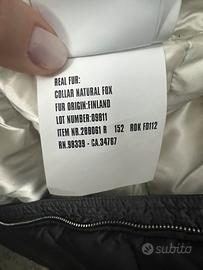 REAL FUR:
COLLAR NATURAL FOX
FUR ORIGIN: FINLAND
LOT NUMBER: 09811
ITEM NR.209061 R 152 ROK F0112
RN.98339 - CA.34787
subito